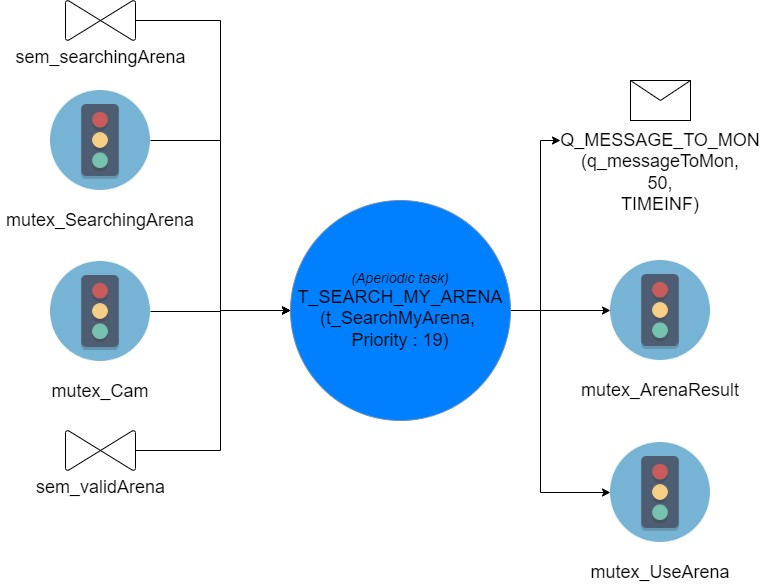 sem_searchingArena
mutex_SearchingArena
mutex_Cam
sem_validArena
(Aperiodic task)
T_SEARCH_MY_ARENA
(t_SearchMyArena,
Priority : 19)
Q_MESSAGE_TO_MON
(q_messageToMon,
50,
TIMEINF)
mutex_ArenaResult
mutex_UseArena